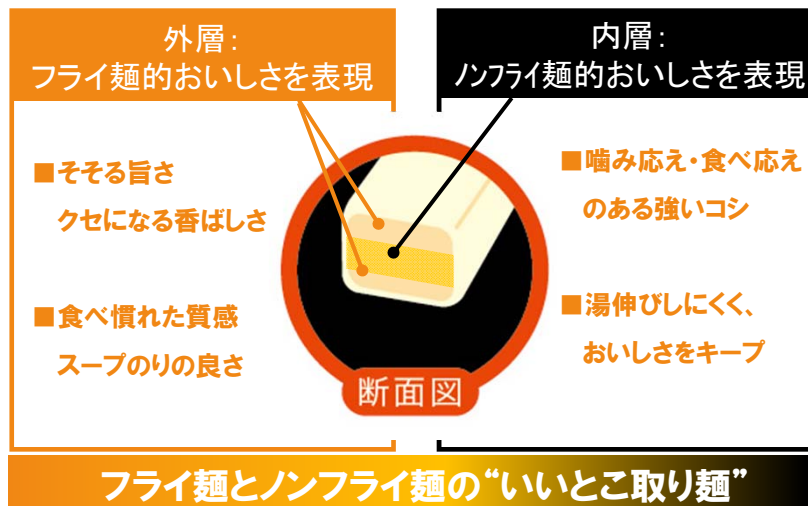 外層：
フライ麺的おいしさを表現
■そそる旨さ
クセになる香ばしさ
■食べ慣れた質感
スープのりの良さ
内層：
ノンフライ麺的おいしさを表現
■噛み応え・食べ応え
のある強いコシ
■湯伸びしにくく、
おいしさをキープ
断面図
フライ麺とノンフライ麺の“いいとこ取り麺”